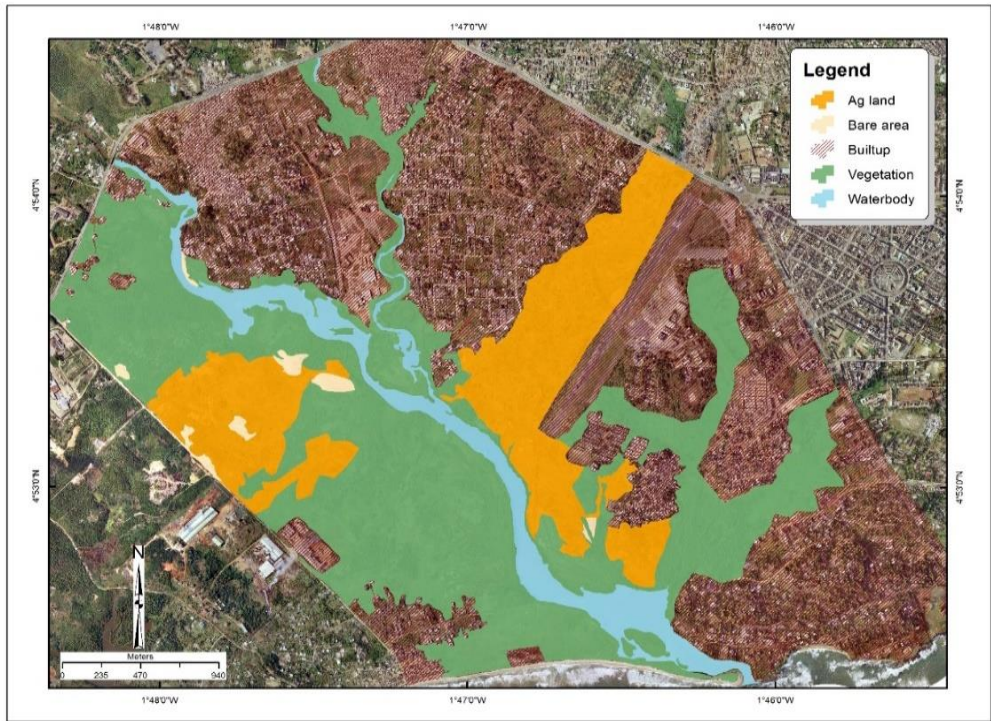 1°48'0"W 1°47'0"W 1°46'0"W
Legend
Ag land
Bare area
Builtup
Vegetation
Waterbody
4°54'0"N 4°54'0"N
4°53'0"N 4°53'0"N
N
Meters
0 235 470 940
1°48'0"W 1°47'0"W 1°46'0"W